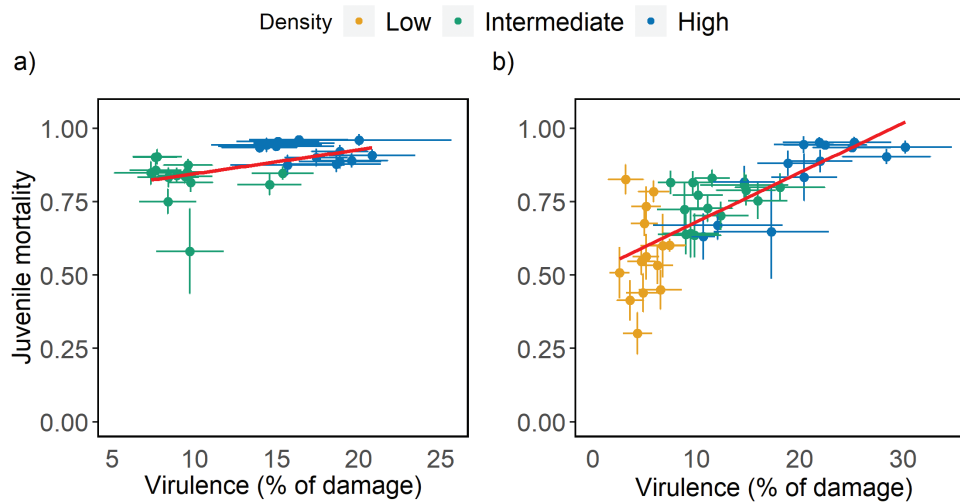 Density Low Intermediate High
a) b)
Juvenile mortality
1.00 1.00
0.75 0.75
0.50 0.50
0.25 0.25
0.00 0.00
5 10 15 20 25 0 10 20 30
Virulence (% of damage) Virulence (% of damage)